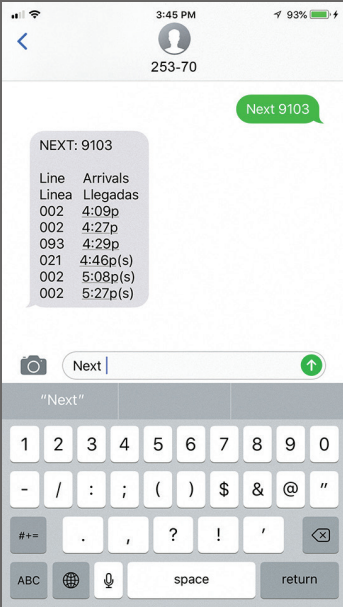 3:45 PM
93%
253-70
Next 9103
NEXT: 9103
Line Arrivals
Linea Llegadas
002 4:09p
002 4:27p
093 4:29p
021 4:46p(s)
002 5:08p(s)
002 5:27p(s)
Next
“Next”
1 2 3 4 5 6 7 8 9 0
- / : ; ( ) $ & @ "
#+= . , ? ! '
ABC space return